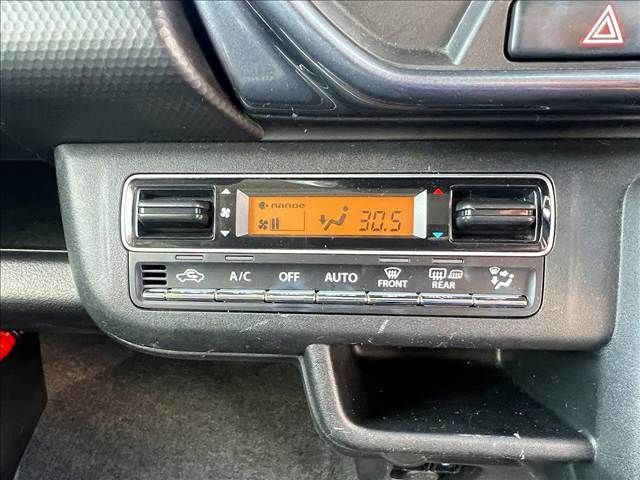 nanoe
30.5
A/C OFF AUTO FRONT REAR